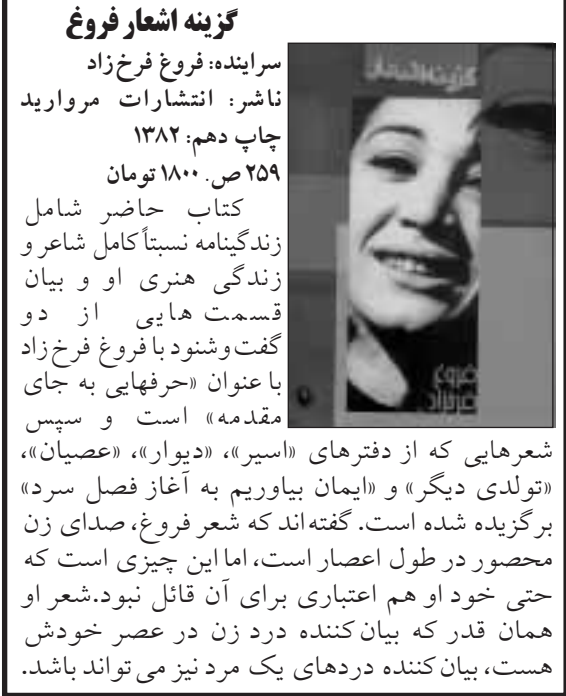 گزینه اشعار فروغ
سراینده: فروغ فرخ‌زاد
ناشر: انتشارات مروارید
چاپ دهم: ۱۳۸۲
۲۵۹ ص. ۱۸۰۰ تومان
کتاب حاضر شامل
زندگینامه نسبتاً کامل شاعر و
زندگی هنری او و بیان
قسمت هایی از دو
گفت‌وشنود با فروغ فرخ‌زاد
با عنوان «حرفهایی به جای
مقدمه» است و سپس
شعرهایی که از دفترهای «اسیر»، «دیوار»، «عصیان»،
«تولدی دیگر» و «ایمان بیاوریم به آغاز فصل سرد»
برگزیده شده است. گفته‌اند که شعر فروغ، صدای زن
محصور در طول اعصار است، اما این چیزی است که
حتی خود او هم اعتباری برای آن قائل نبود.شعر او
همان قدر که بیان‌کننده درد زن در عصر خودش
هست، بیان‌کننده دردهای یک مرد نیز می‌تواند باشد.
گزینه اشعار
فروغ
فرخزاد